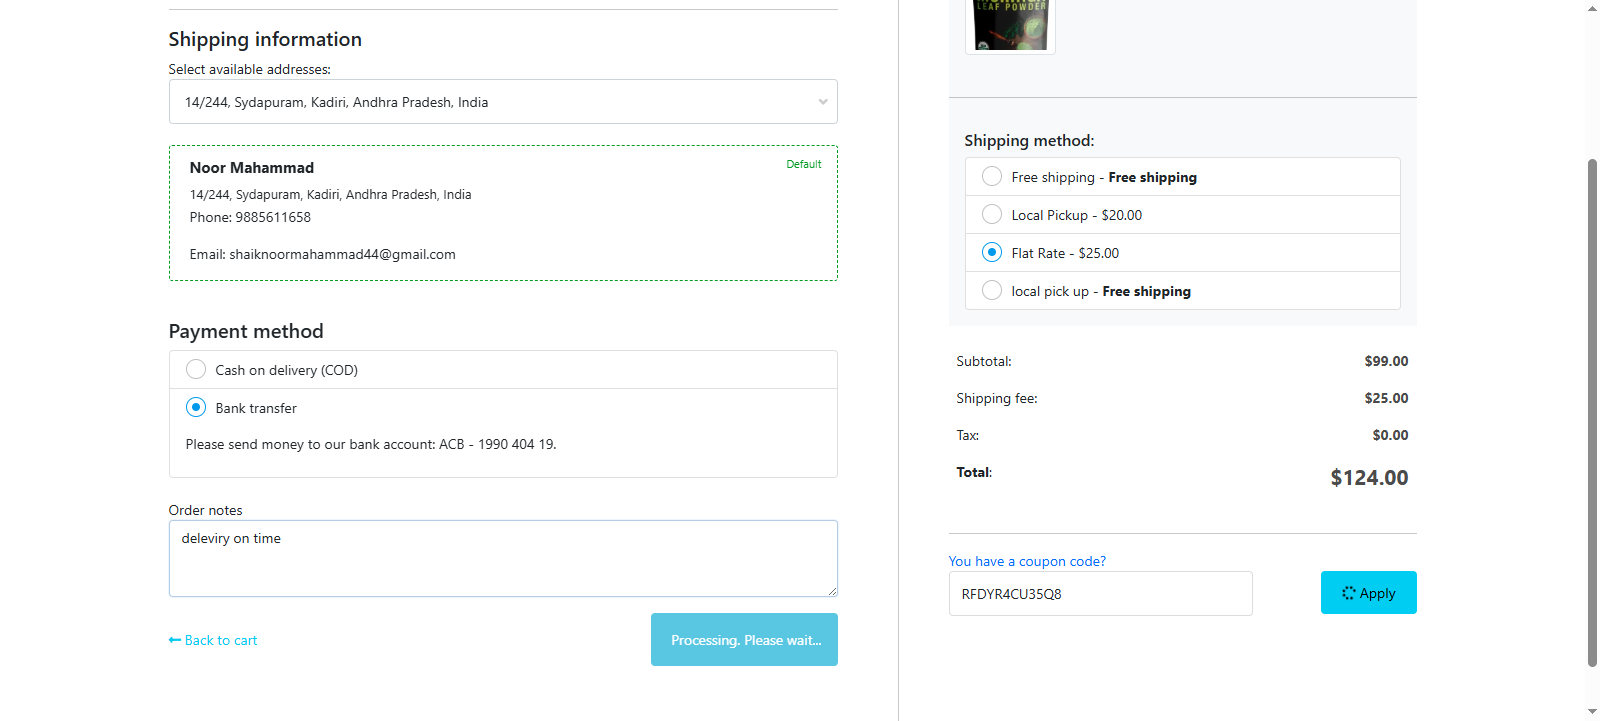 Shipping information
Select available addresses:
14/244, Sydapuram, Kadiri, Andhra Pradesh, India
Noor Mahammad
Default
14/244, Sydapuram, Kadiri, Andhra Pradesh, India
Phone: 9885611658
Email: shaiknoormahammad44@gmail.com
Payment method
Cash on delivery (COD)
Bank transfer
Please send money to our bank account: ACB - 1990 404 19.
Order notes
deleviry on time
Back to cart
Processing. Please wait...
LEAF POWDER
Shipping method:
Free shipping - Free shipping
Local Pickup - $20.00
Flat Rate - $25.00
local pick up - Free shipping
Subtotal: $99.00
Shipping fee: $25.00
Tax: $0.00
Total: $124.00
You have a coupon code?
RFDYR4CU35Q8
Apply